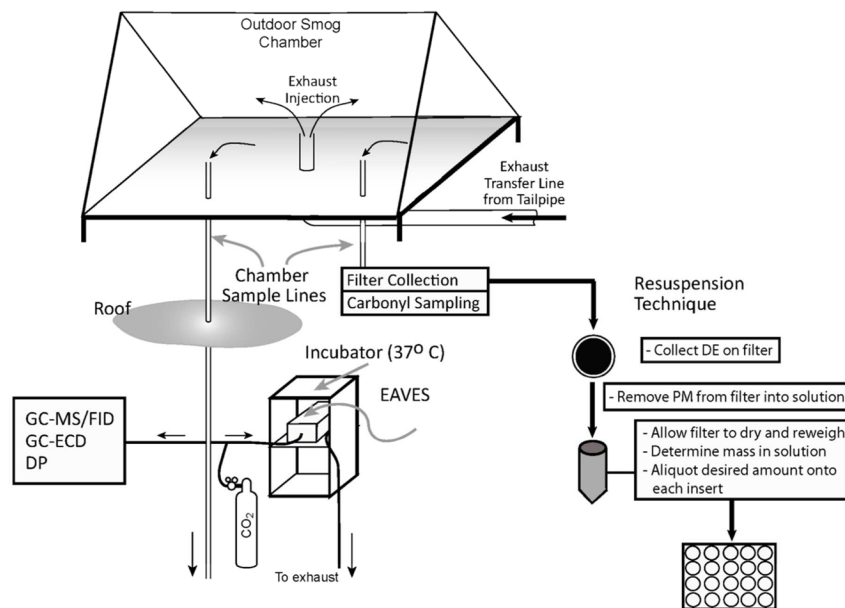 Outdoor Smog
Chamber
Exhaust
Injection
Exhaust
Transfer Line
from Tailpipe
Chamber
Sample Lines
Filter Collection
Carbonyl Sampling
Resuspension
Technique
Roof
Incubator (37º C)
EAVES
- Collect DE on filter
- Remove PM from filter into solution
GC-MS/FID
GC-ECD
DP
- Allow filter to dry and reweigh
- Determine mass in solution
- Aliquot desired amount onto
each insert
CO2
To exhaust